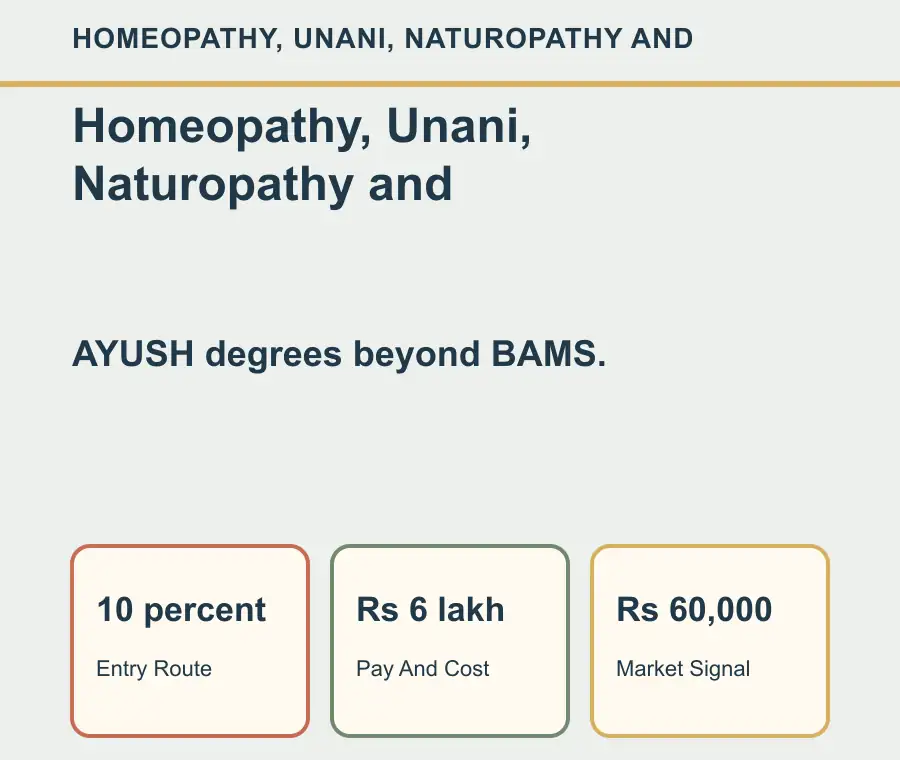 HOMEOPATHY, UNANI, NATUROPATHY AND
Homeopathy, Unani,
Naturopathy and
AYUSH degrees beyond BAMS.
10 percent
Entry Route
Rs 6 lakh
Pay And Cost
Rs 60,000
Market Signal